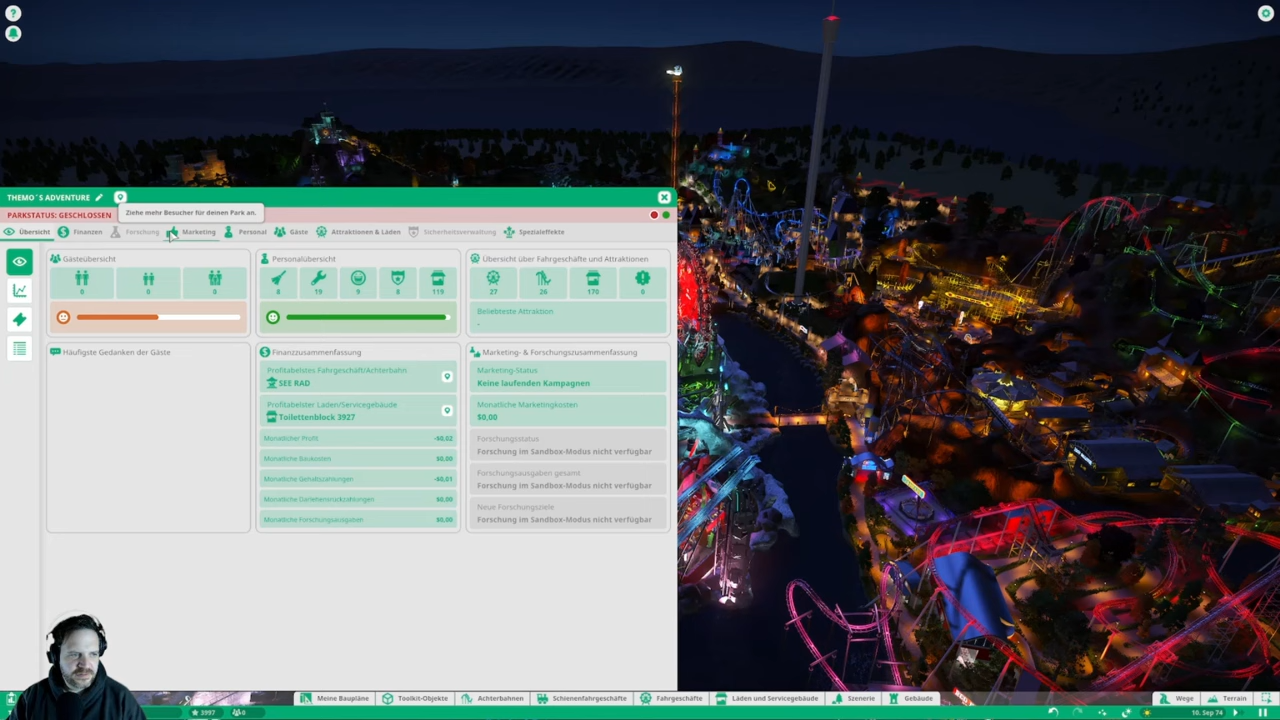 ?
THEMO´S ADVENTURE
PARKSTATUS: GESCHLOSSEN
Ziehe mehr Besucher für deinen Park an.
Übersicht
Finanzen
Forschung
Marketing
Personal
Gäste
Attraktionen & Läden
Sicherheitsverwaltung
Spezialeffekte
Gästeübersicht
0
0
0
Personalübersicht
8
19
9
8
119
Übersicht über Fahrgeschäfte und Attraktionen
27
26
170
0
Beliebteste Attraktion
-
Häufigste Gedanken der Gäste
Finanzzusammenfassung
Profitabelstes Fahrgeschäft/Achterbahn
SEE RAD
Profitabelster Laden/Servicegebäude
Toilettenblock 3927
Monatlicher Profit -$0,02
Monatliche Baukosten $0,00
Monatliche Gehaltszahlungen -$0,01
Monatliche Darlehensrückzahlungen $0,00
Monatliche Forschungsausgaben $0,00
Marketing- & Forschungszusammenfassung
Marketing-Status
Keine laufenden Kampagnen
Monatliche Marketingkosten
$0,00
Forschungsstatus
Forschung im Sandbox-Modus nicht verfügbar
Forschungsausgaben gesamt
Forschung im Sandbox-Modus nicht verfügbar
Neue Forschungsziele
Forschung im Sandbox-Modus nicht verfügbar
Meine Baupläne
Toolkit-Objekte
Achterbahnen
Schienenfahrgeschäfte
Fahrgeschäfte
Läden und Servicegebäude
Szenerie
Gebäude
Wege
Terrain
3997
0
10. Sep 74